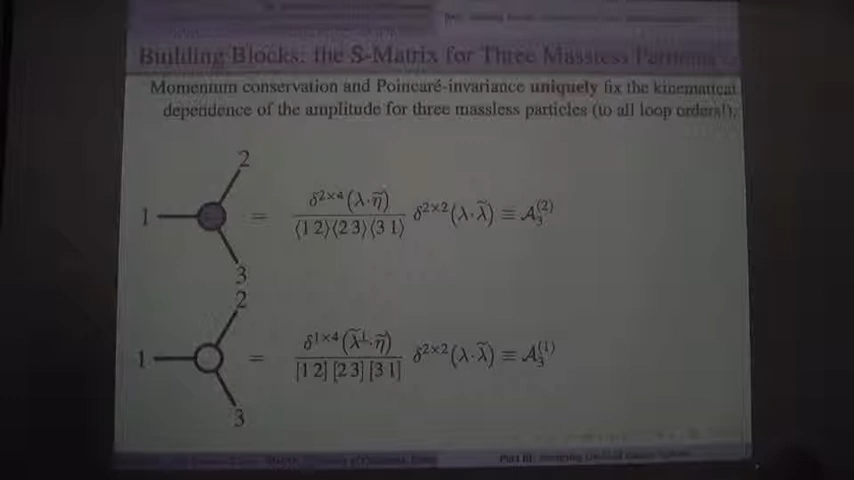 Building Blocks: the S-Matrix for Three Massless Particles
Momentum conservation and Poincaré-invariance uniquely fix the kinematical
dependence of the amplitude for three massless particles (to all loop orders!).
2
1
3
= δ^{2×4}(λ·η̃) / ⟨1 2⟩⟨2 3⟩⟨3 1⟩ δ^{2×2}(λ·λ̃) ≡ 𝒜₃^{(2)}
2
1
3
= δ^{1×4}(λ̃^⊥·η̃) / [1 2][2 3][3 1] δ^{2×2}(λ·λ̃) ≡ 𝒜₃^{(1)}
Part III: